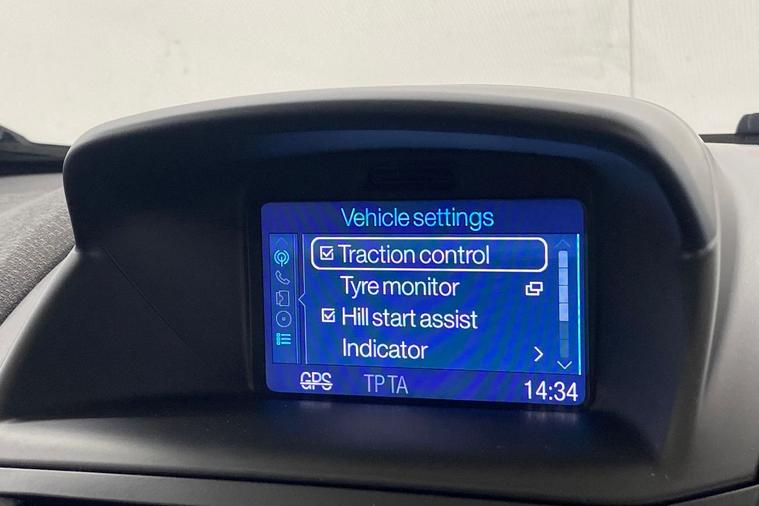 Vehicle settings
Traction control
Tyre monitor
Hill start assist
Indicator
GPS TP TA 14:34